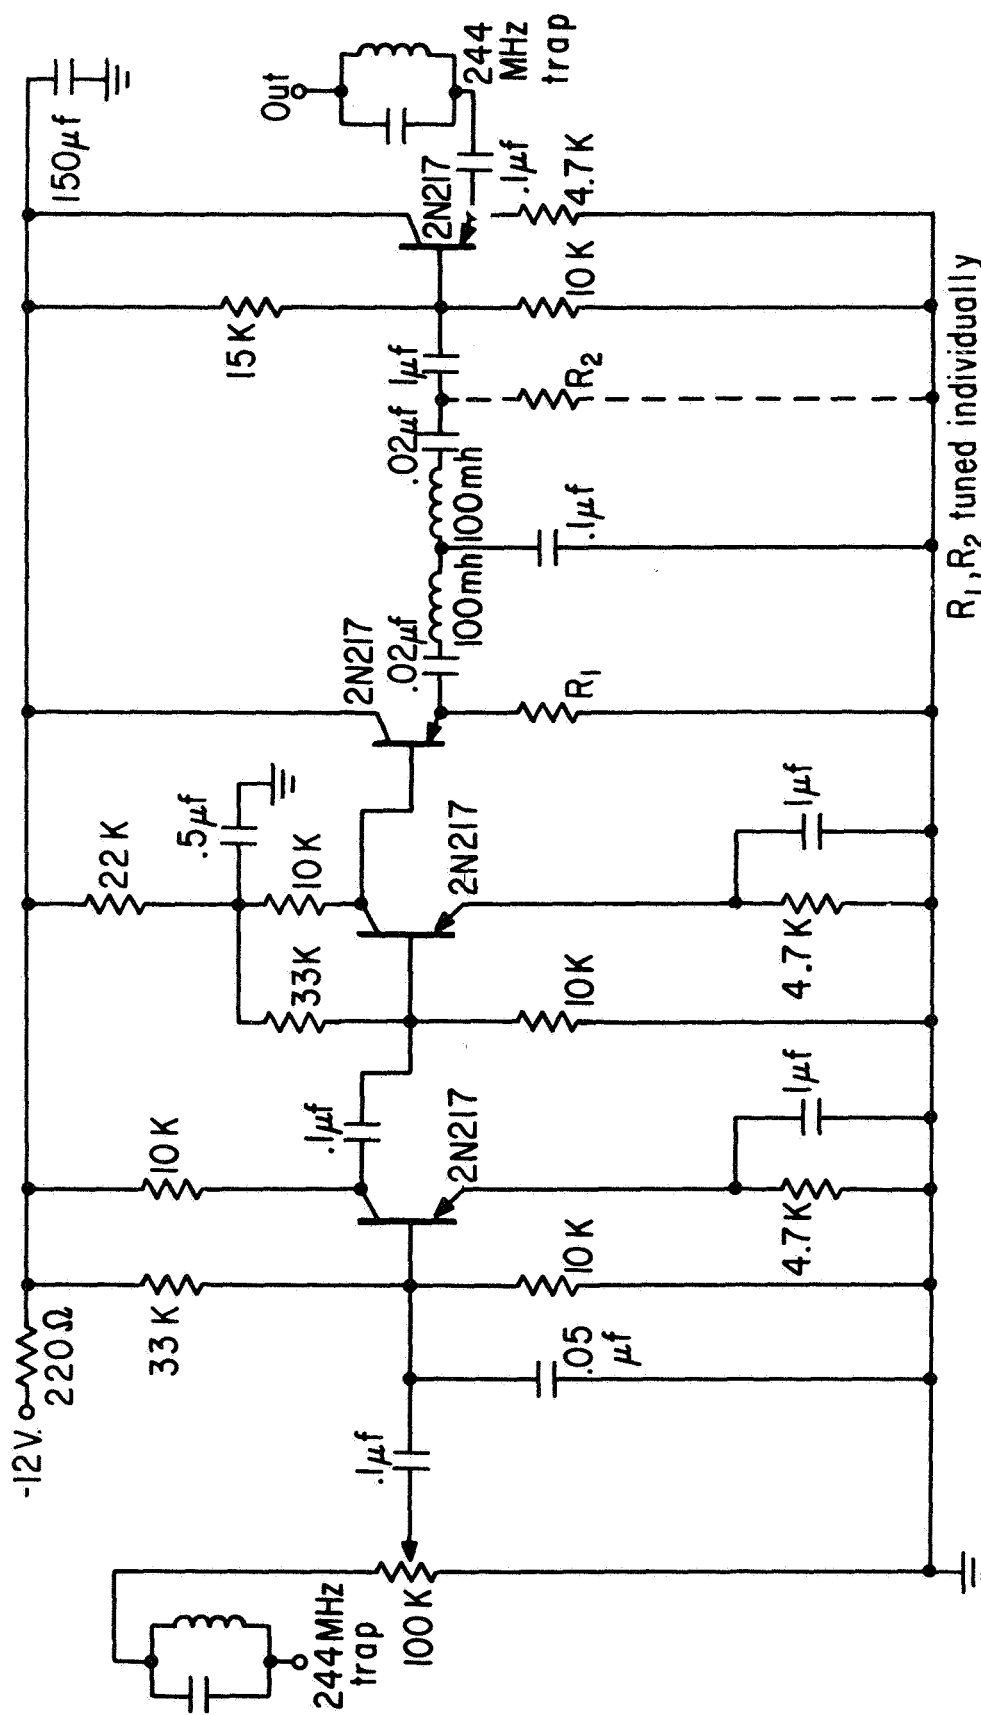 -12V.
220Ω
150µf
33K
10K
22K
.5µf
15K
Out
244
MHz
trap
10K
33K
.1µf
2N217
2N217
2N217
2N217
.1µf
.1µf
.02µf
100mh
100mh
.02µf
1µf
244MHz
trap
100K
.05
µf
10K
10K
R1
.1µf
R2
10K
4.7K
4.7K
1µf
4.7K
1µf
R1,R2 tuned individually